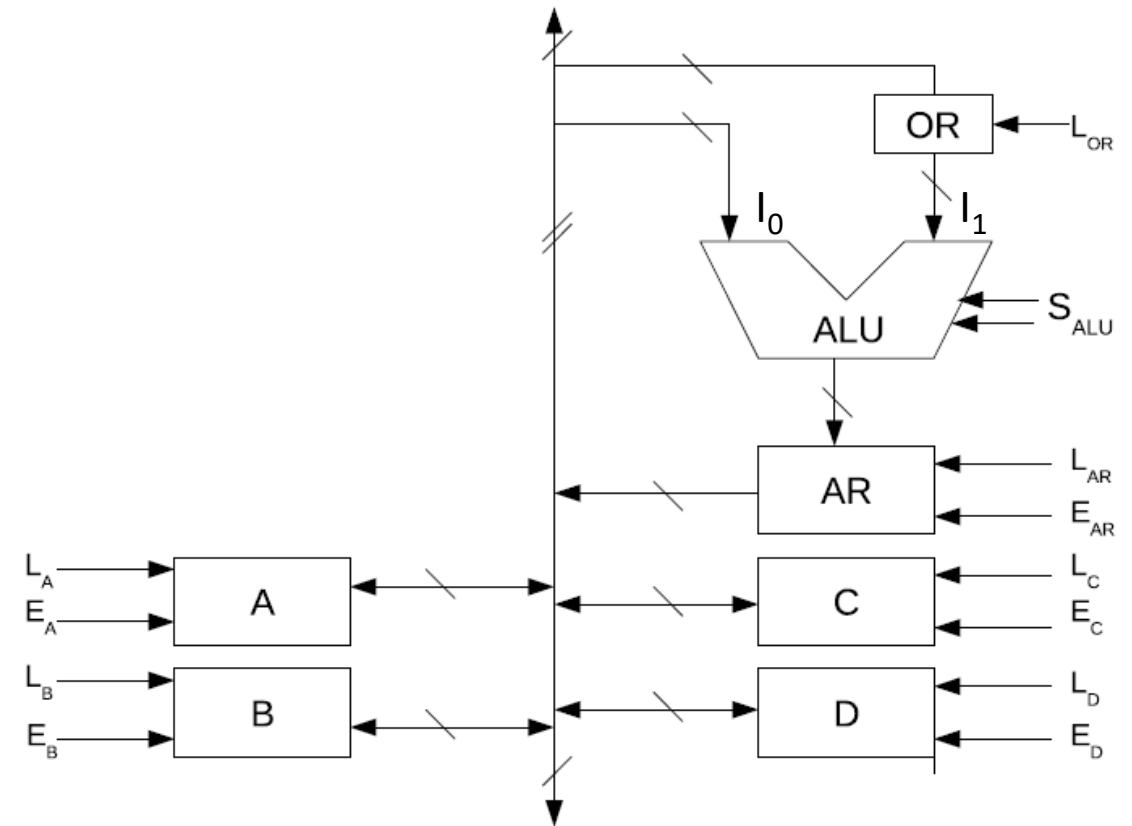 OR
L_OR
I_0
I_1
ALU
S_ALU
AR
L_AR
E_AR
L_A
E_A
A
C
L_C
E_C
L_B
E_B
B
D
L_D
E_D